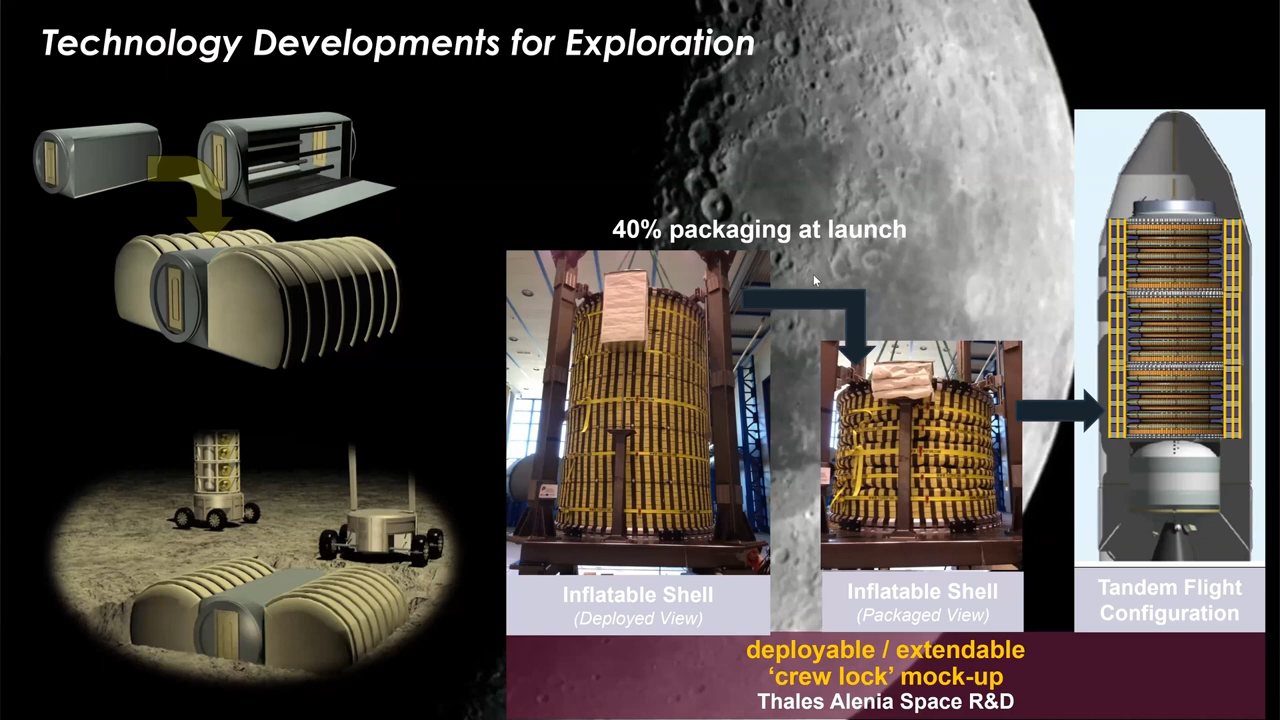 Technology Developments for Exploration
40% packaging at launch
Inflatable Shell
(Deployed View)
Inflatable Shell
(Packaged View)
Tandem Flight
Configuration
deployable / extendable
‘crew lock’ mock-up
Thales Alenia Space R&D